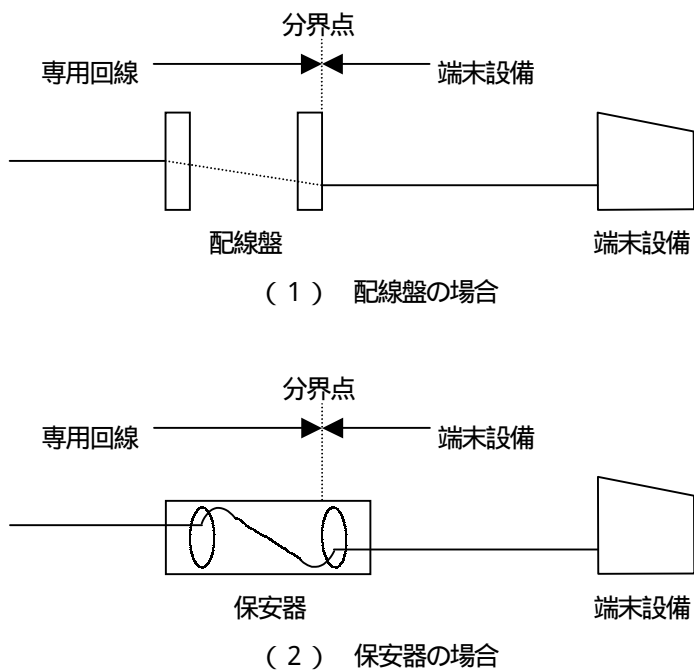 分界点
専用回線 端末設備
配線盤 端末設備
（１） 配線盤の場合
分界点
専用回線 端末設備
保安器 端末設備
（２） 保安器の場合